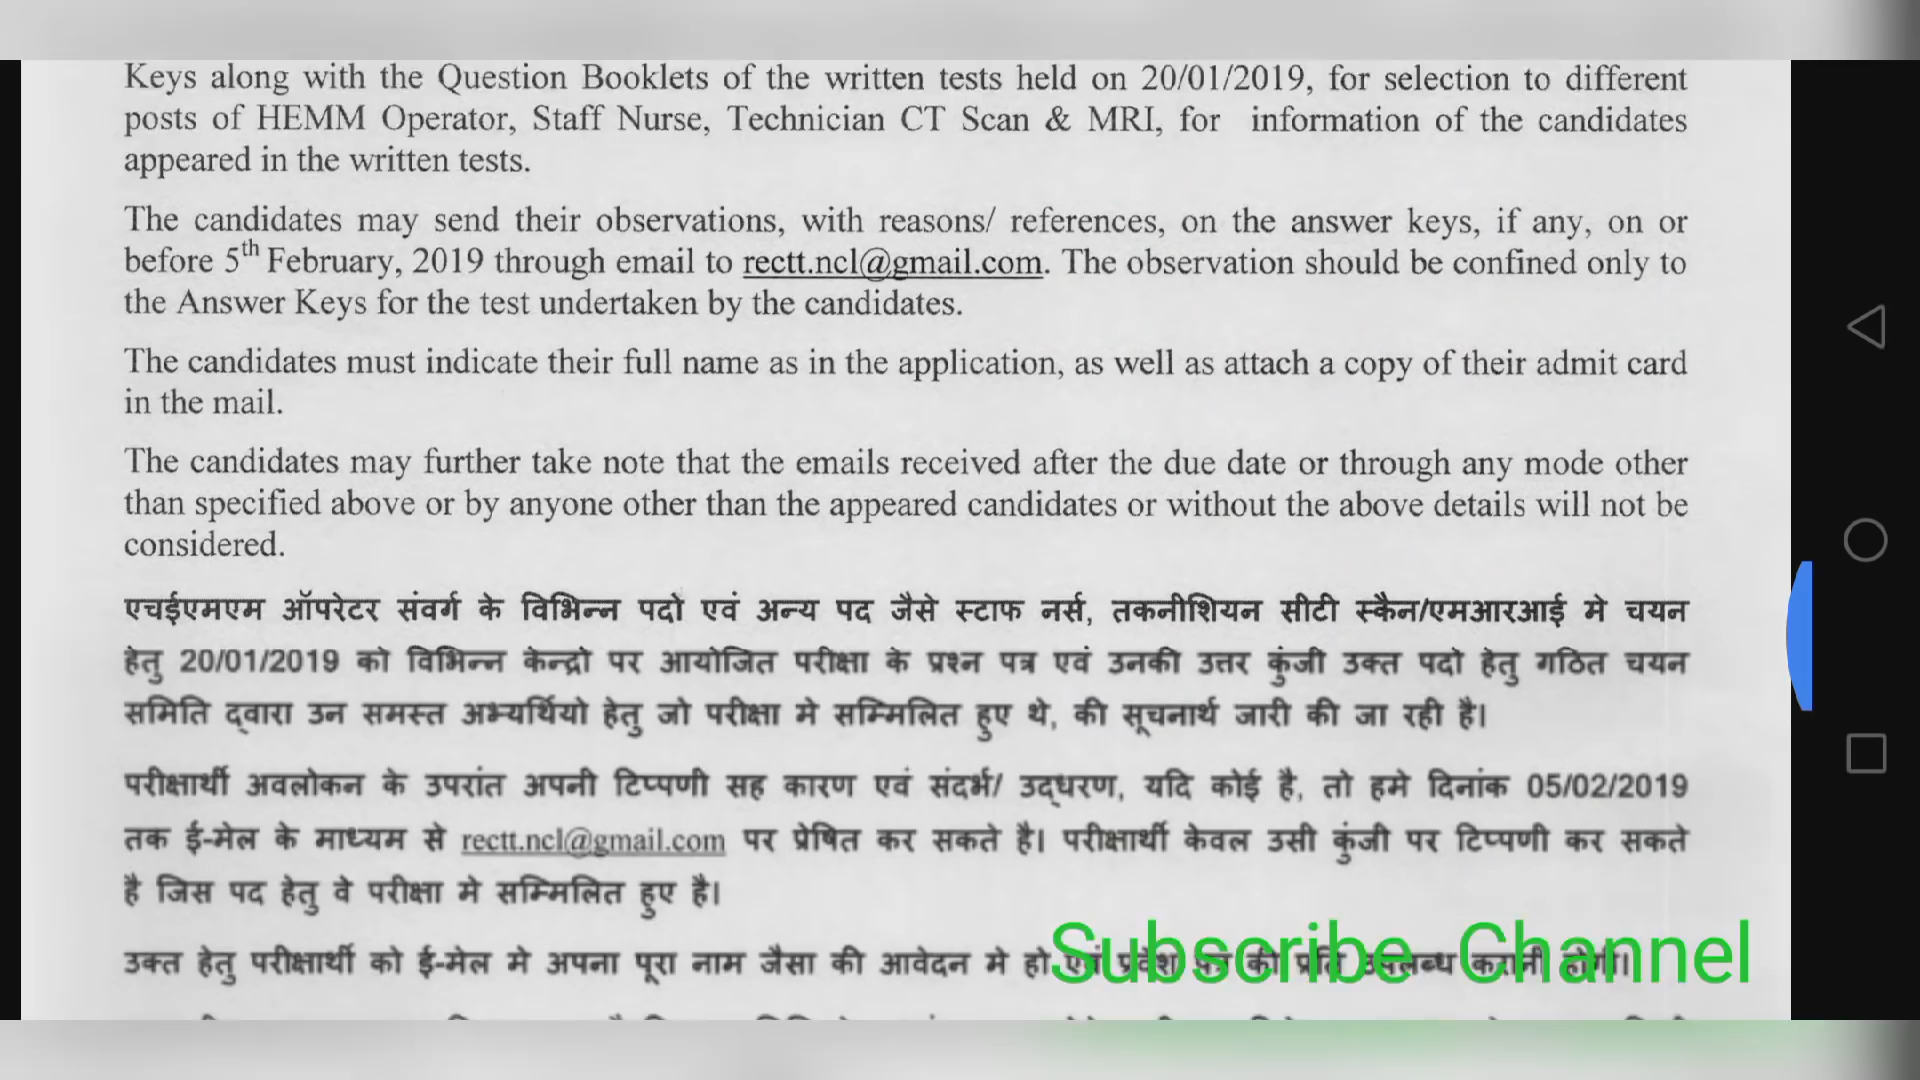 Keys along with the Question Booklets of the written tests held on 20/01/2019, for selection to different
posts of HEMM Operator, Staff Nurse, Technician CT Scan & MRI, for information of the candidates
appeared in the written tests.
The candidates may send their observations, with reasons/ references, on the answer keys, if any, on or
before 5th February, 2019 through email to rectt.ncl@gmail.com. The observation should be confined only to
the Answer Keys for the test undertaken by the candidates.
The candidates must indicate their full name as in the application, as well as attach a copy of their admit card
in the mail.
The candidates may further take note that the emails received after the due date or through any mode other
than specified above or by anyone other than the appeared candidates or without the above details will not be
considered.
एचईएमएम ऑपरेटर संवर्ग के विभिन्न पदो एवं अन्य पद जैसे स्टाफ नर्स, तकनीशियन सीटी स्कैन/एमआरआई मे चयन
हेतु 20/01/2019 को विभिन्न केन्द्रो पर आयोजित परीक्षा के प्रश्न पत्र एवं उनकी उत्तर कुंजी उक्त पदो हेतु गठित चयन
समिति द्वारा उन समस्त अभ्यर्थियो हेतु जो परीक्षा मे सम्मिलित हुए थे, की सूचनार्थ जारी की जा रही है।
परीक्षार्थी अवलोकन के उपरांत अपनी टिप्पणी सह कारण एवं संदर्भ/ उद्धरण, यदि कोई है, तो हमे दिनांक 05/02/2019
तक ई-मेल के माध्यम से rectt.ncl@gmail.com पर प्रेषित कर सकते है। परीक्षार्थी केवल उसी कुंजी पर टिप्पणी कर सकते
है जिस पद हेतु वे परीक्षा मे सम्मिलित हुए है।
उक्त हेतु परीक्षार्थी को ई-मेल मे अपना पूरा नाम जैसा की आवेदन मे हो एवं प्रवेश पत्र की प्रति उपलब्ध करानी होगी।
Subscribe Channel